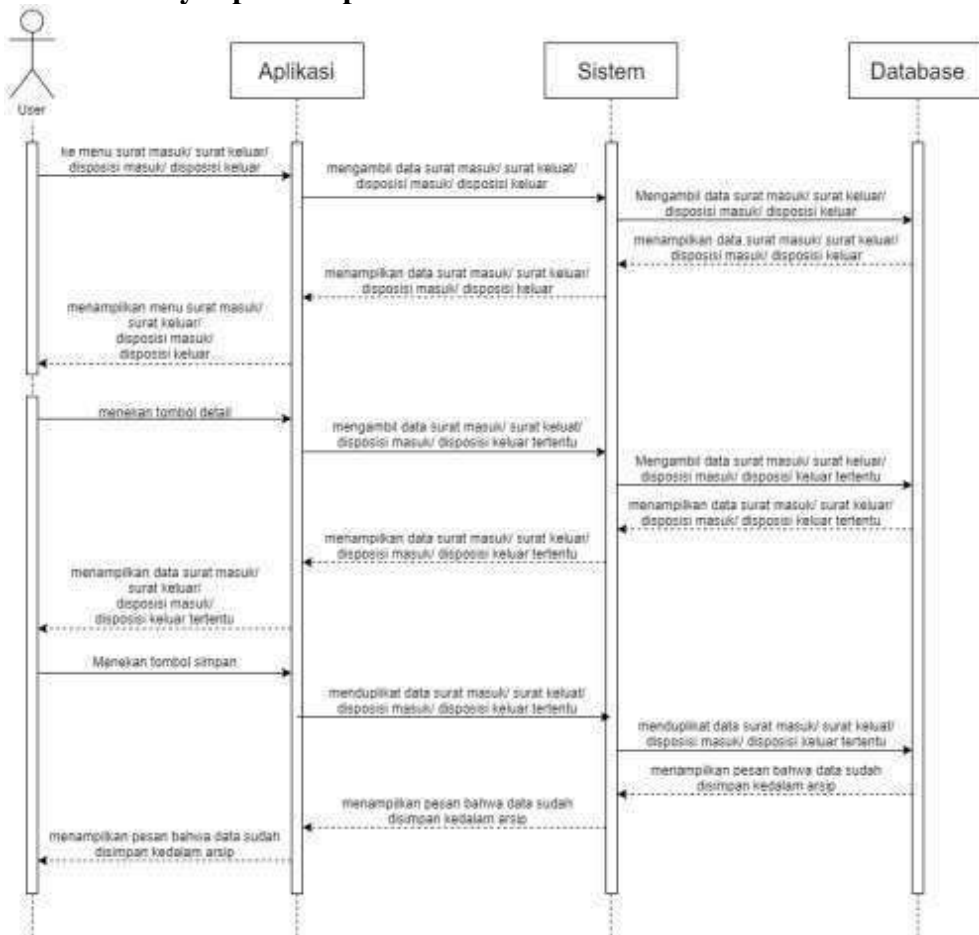 User
Aplikasi
Sistem
Database
ke menu surat masuk/ surat keluar/
disposisi masuk/ disposisi keluar
mengambil data surat masuk/ surat keluat/
disposisi masuk/ disposisi keluar
Mengambil data surat masuk/ surat keluar/
disposisi masuk/ disposisi keluar
menampilkan data surat masuk/ surat keluar/
disposisi masuk/ disposisi keluar
menampilkan data surat masuk/ surat keluar/
disposisi masuk/ disposisi keluar
menampilkan menu surat masuk/
surat keluar/
disposisi masuk/
disposisi keluar
menekan tombol detail
mengambil data surat masuk/ surat keluat/
disposisi masuk/ disposisi keluar tertentu
Mengambil data surat masuk/ surat keluar/
disposisi masuk/ disposisi keluar tertentu
menampilkan data surat masuk/ surat keluar/
disposisi masuk/ disposisi keluar tertentu
menampilkan data surat masuk/ surat keluar/
disposisi masuk/ disposisi keluar tertentu
menampilkan data surat masuk/
surat keluar/
disposisi masuk/
disposisi keluar tertentu
Menekan tombol simpan
menduplikat data surat masuk/ surat keluat/
disposisi masuk/ disposisi keluar tertentu
menduplikat data surat masuk/ surat keluat/
disposisi masuk/ disposisi keluar tertentu
menampilkan pesan bahwa data sudah
disimpan kedalam arsip
menampilkan pesan bahwa data sudah
disimpan kedalam arsip
menampilkan pesan bahwa data sudah
disimpan kedalam arsip